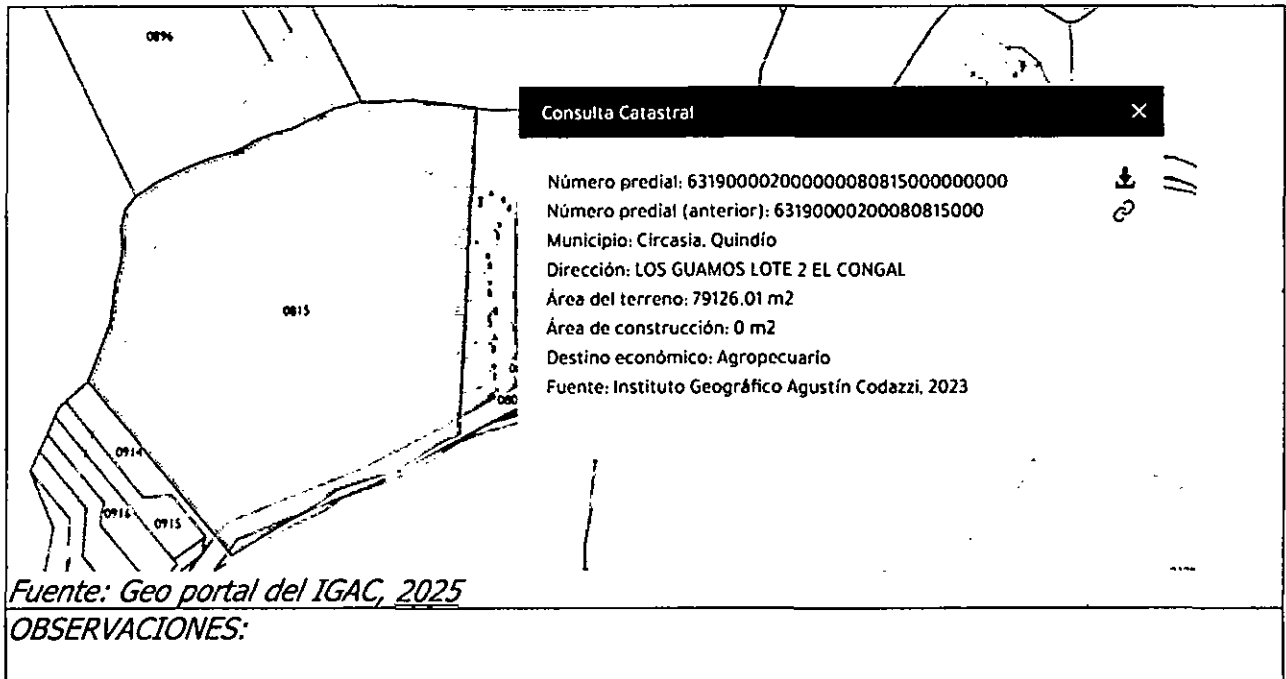 0896
Consulta Catastral
Número predial: 631900002000000080815000000000
Número predial (anterior): 63190000200080815000
Municipio: Circasia, Quindío
Dirección: LOS GUAMOS LOTE 2 EL CONGAL
Área del terreno: 79126.01 m2
Área de construcción: 0 m2
Destino económico: Agropecuario
Fuente: Instituto Geográfico Agustín Codazzi, 2023
0815
080
0914
0916
0915
Fuente: Geo portal del IGAC, 2025
OBSERVACIONES: